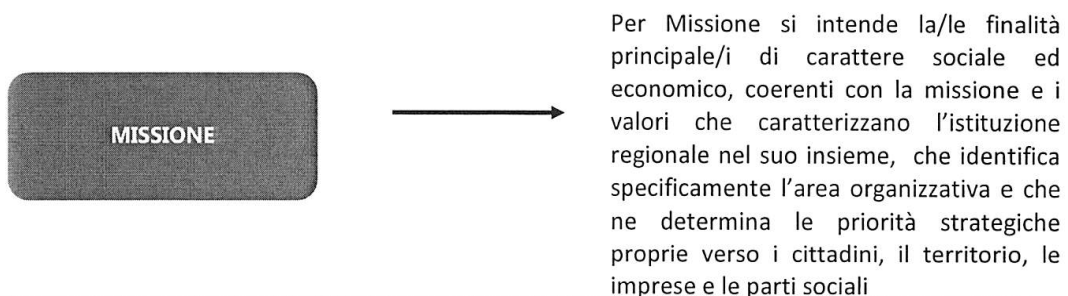 MISSIONE
Per Missione si intende la/le finalità
principale/i di carattere sociale ed
economico, coerenti con la missione e i
valori che caratterizzano l'istituzione
regionale nel suo insieme, che identifica
specificamente l'area organizzativa e che
ne determina le priorità strategiche
proprie verso i cittadini, il territorio, le
imprese e le parti sociali